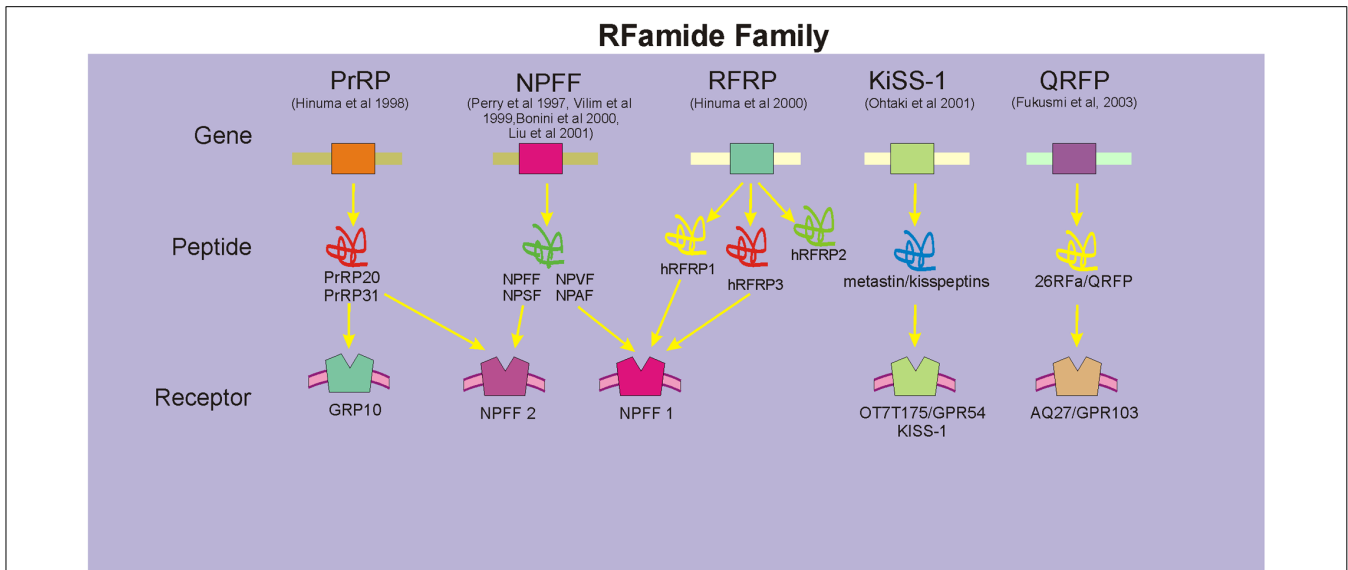 RFamide Family
PrRP
(Hinuma et al 1998)
NPFF
(Perry et al 1997, Vilim et al
1999,Bonini et al 2000,
Liu et al 2001)
RFRP
(Hinuma et al 2000)
KiSS-1
(Ohtaki et al 2001)
QRFP
(Fukusmi et al, 2003)
Gene
Peptide
PrRP20
PrRP31
NPFF NPVF
NPSF NPAF
hRFRP1
hRFRP3
hRFRP2
metastin/kisspeptins
26RFa/QRFP
Receptor
GRP10
NPFF 2
NPFF 1
OT7T175/GPR54
KISS-1
AQ27/GPR103